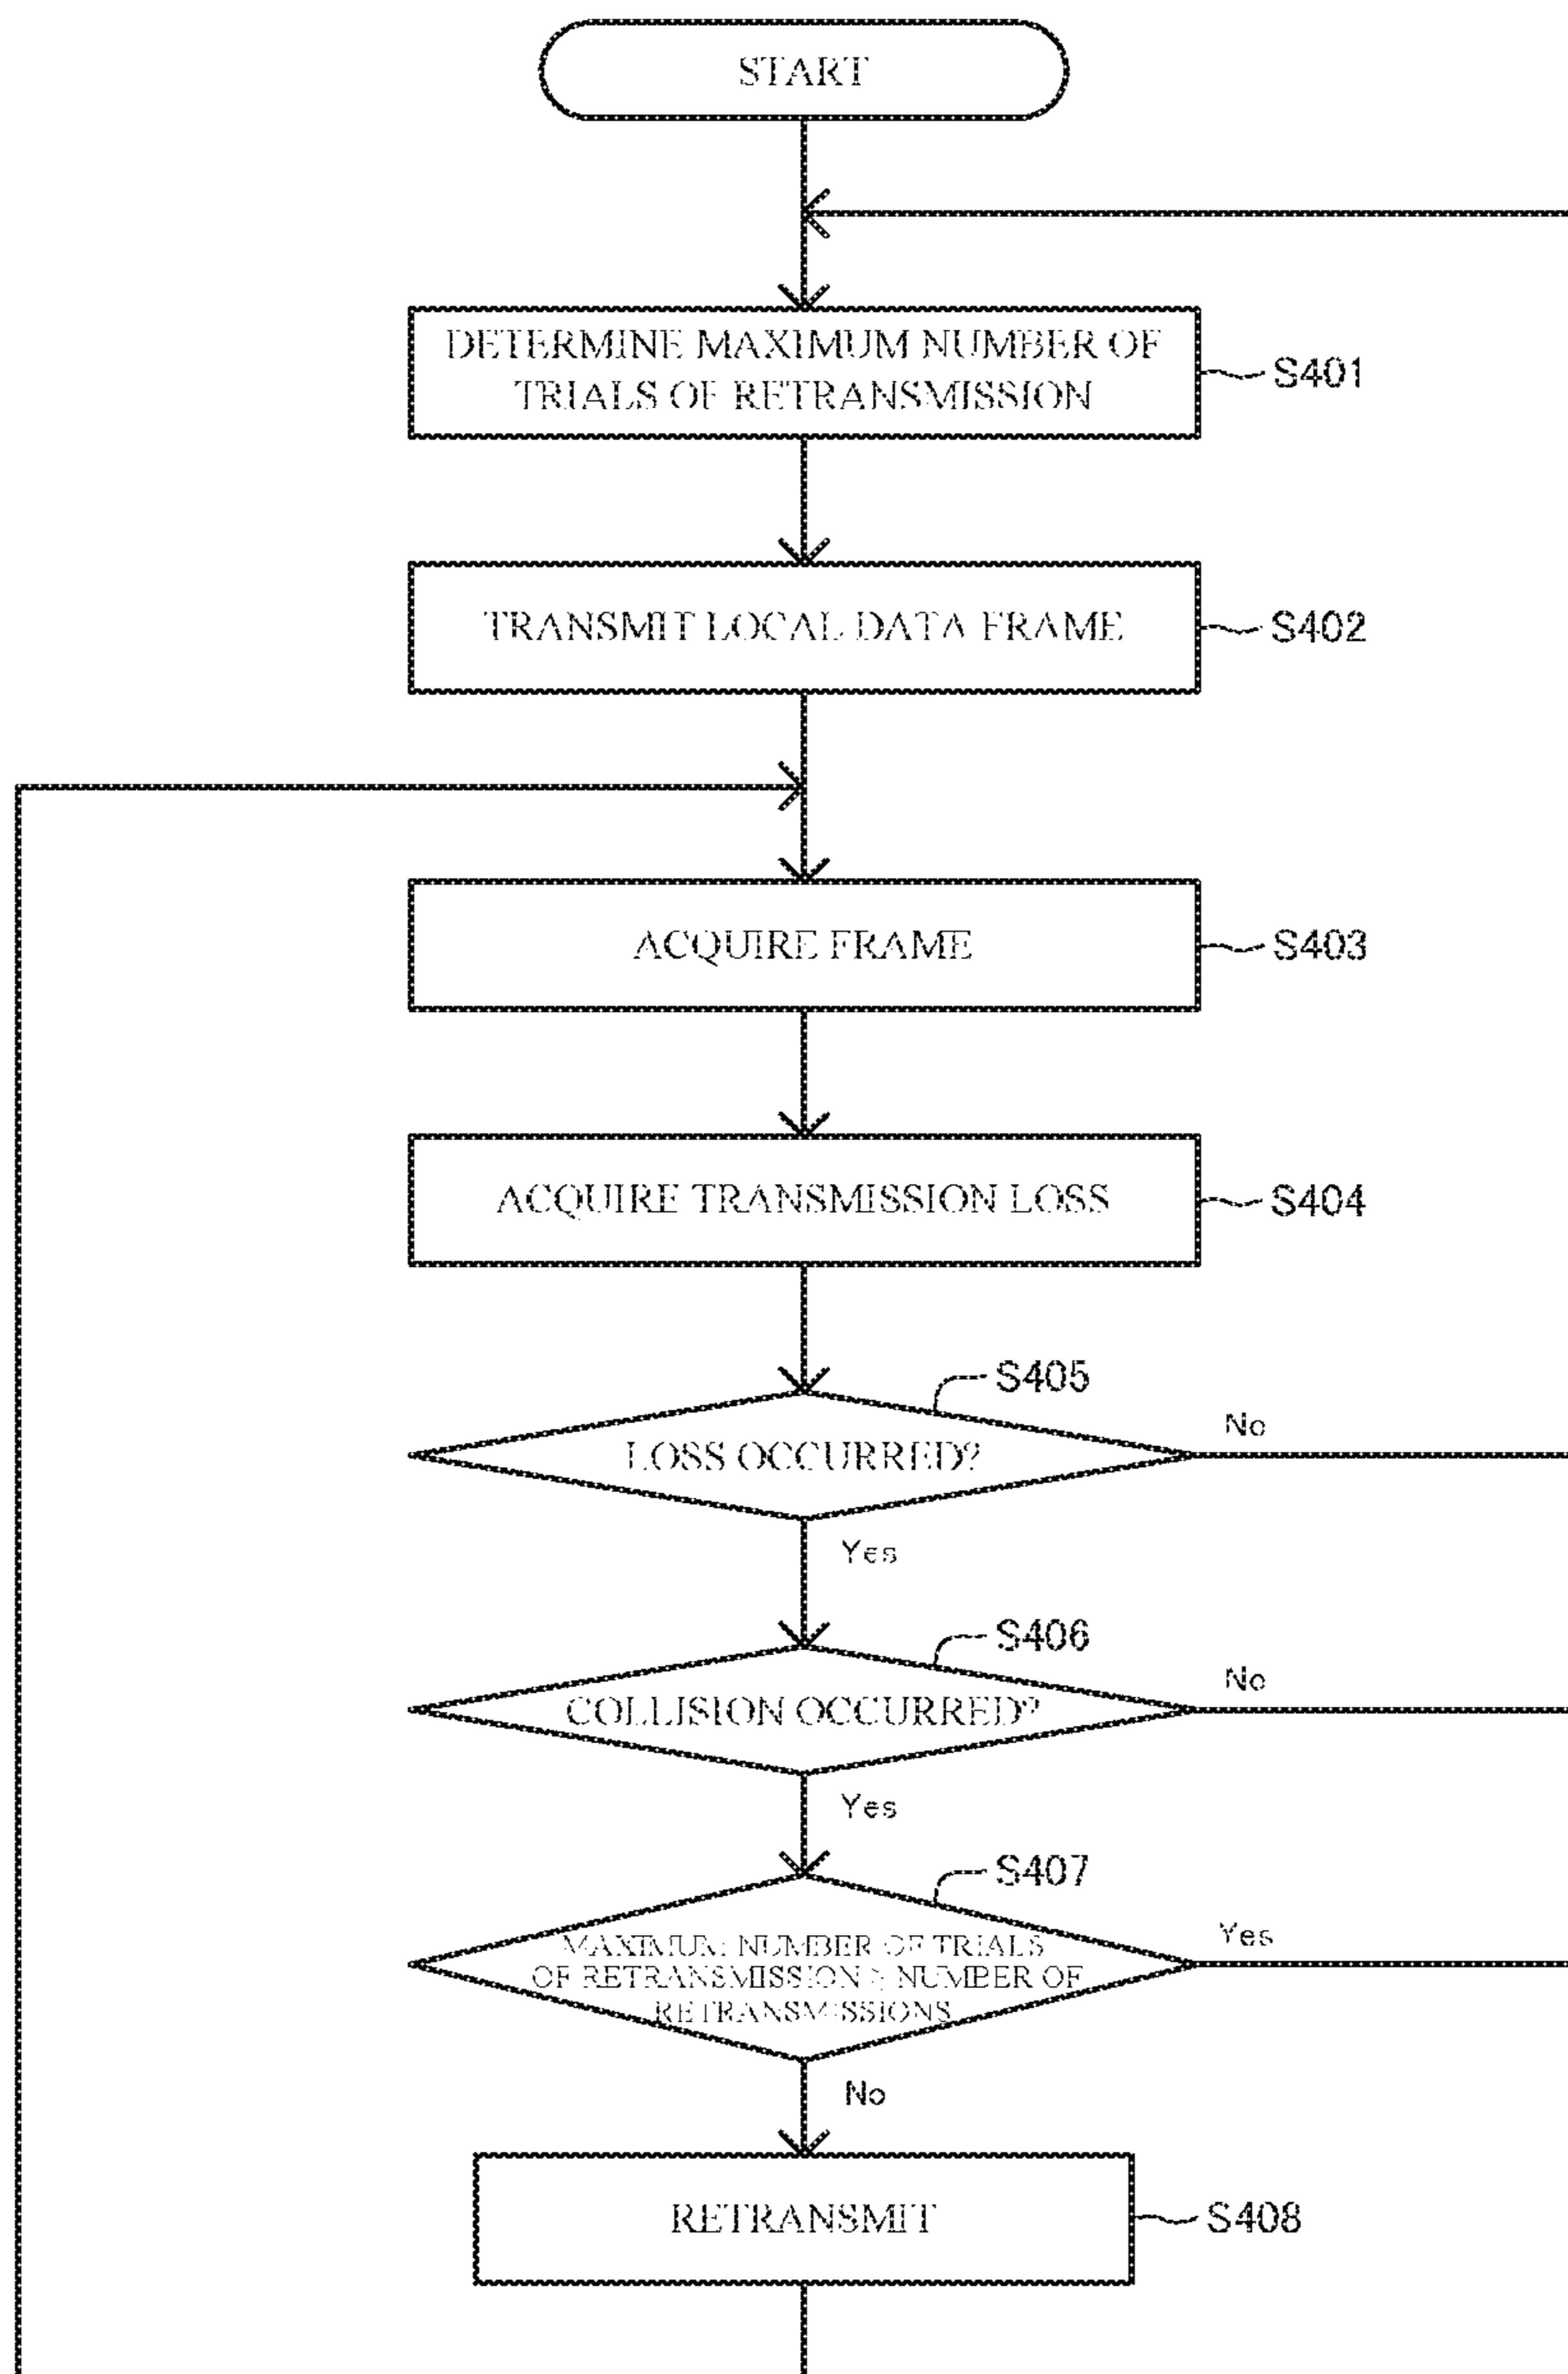 START
DETERMINE MAXIMUM NUMBER OF
TRIALS OF RETRANSMISSION
S401
TRANSMIT LOCAL DATA FRAME
S402
ACQUIRE FRAME
S403
ACQUIRE TRANSMISSION LOSS
S404
S405
No
LOSS OCCURRED?
Yes
S406
No
COLLISION OCCURRED?
Yes
S407
Yes
MAXIMUM NUMBER OF TRIALS
OF RETRANSMISSION NUMBER OF
RETRANSMISSIONS
No
RETRANSMIT
S408